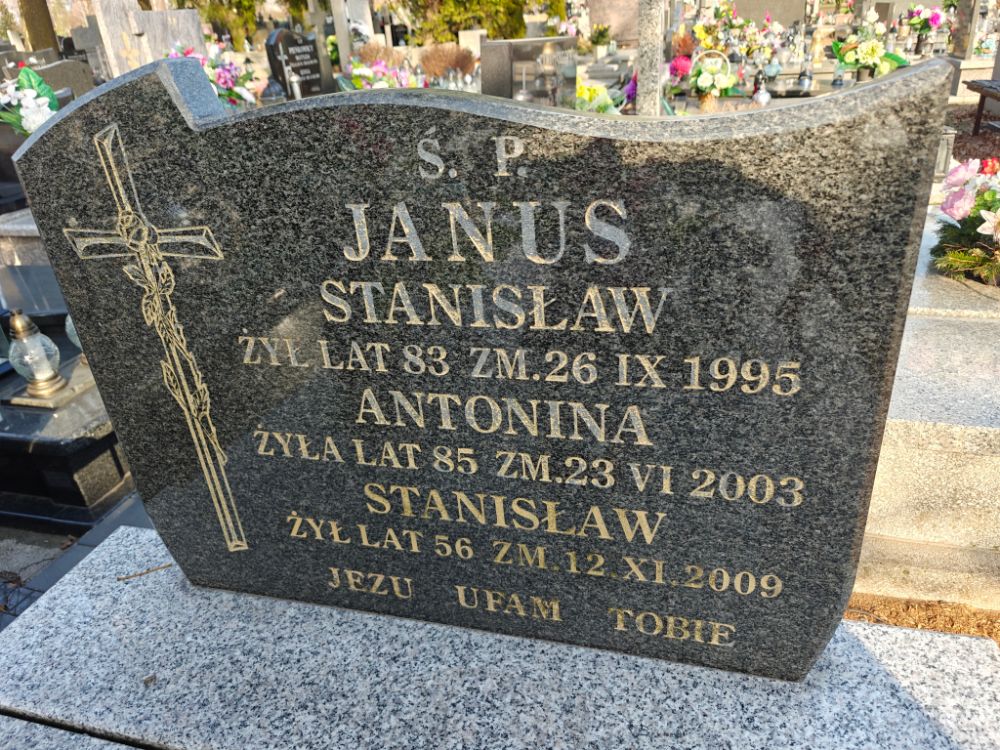 Ś. P.
JANUS
STANISŁAW
ŻYŁ LAT 83 ZM.26 IX 1995
ANTONINA
ŻYŁA LAT 85 ZM.23 VI 2003
STANISŁAW
ŻYŁ LAT 56 ZM.12.XI.2009
JEZU UFAM TOBIE